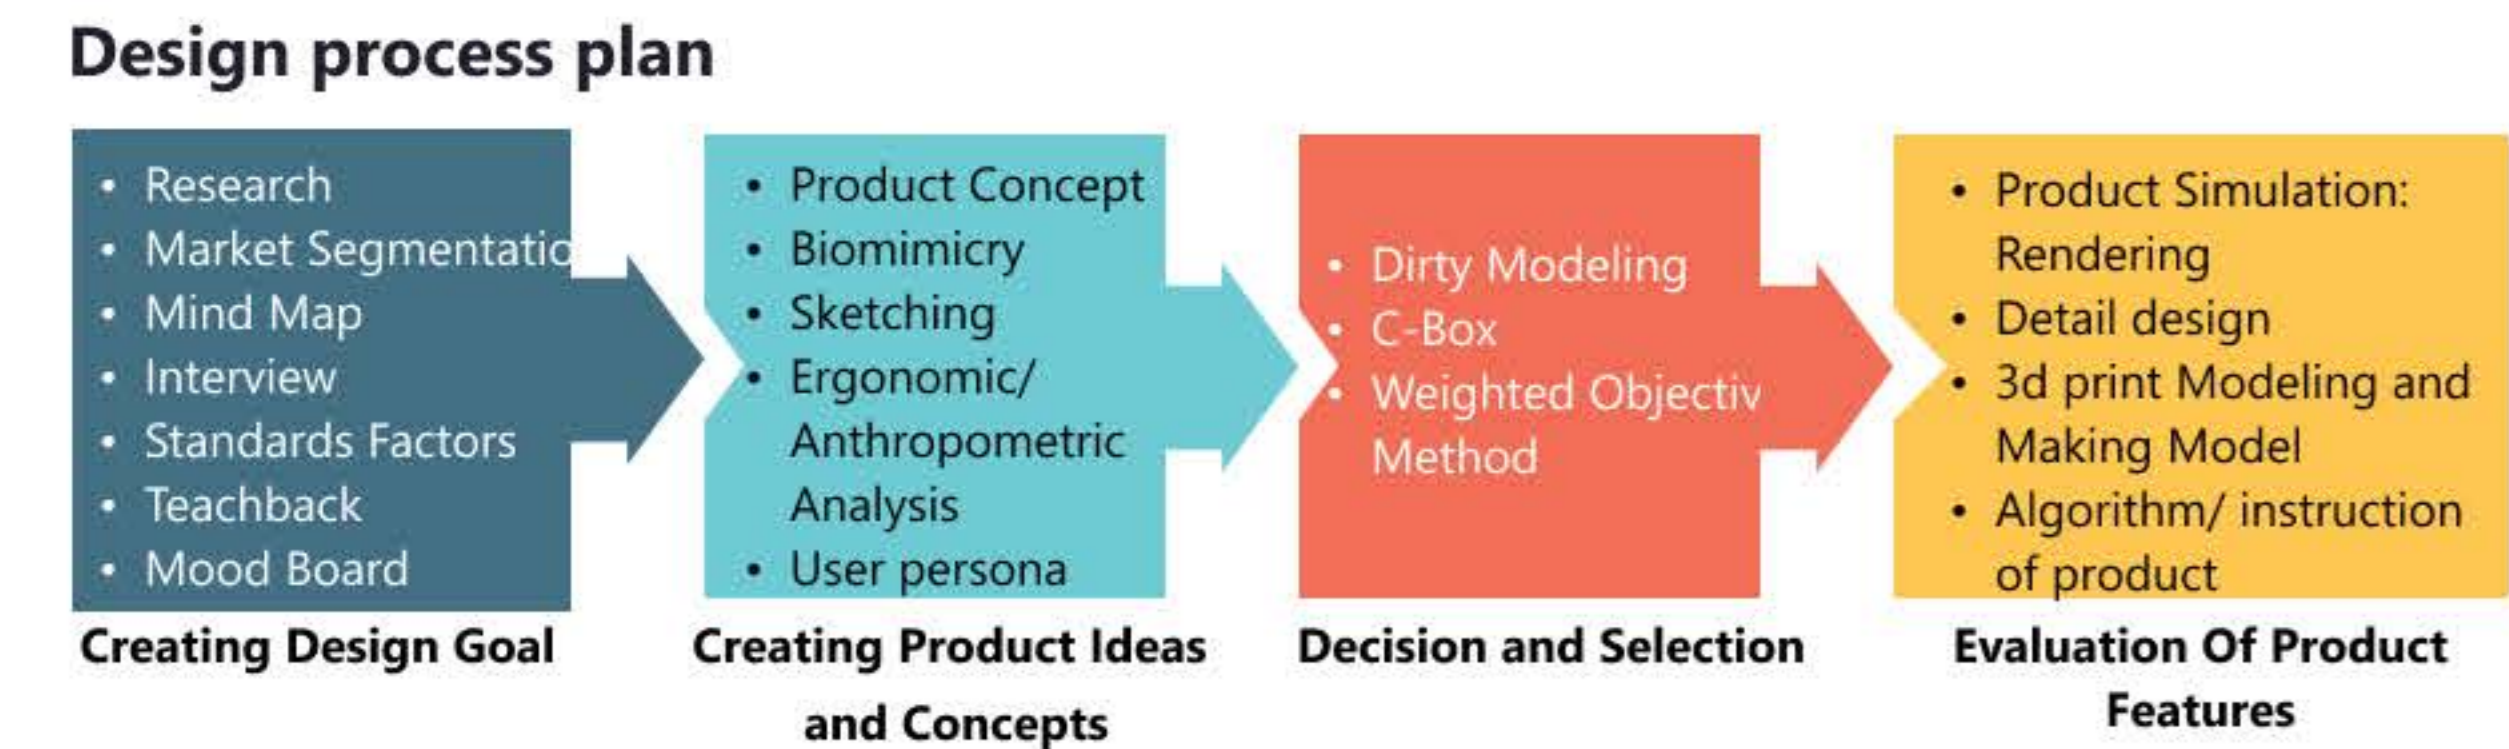 Design process plan
• Research
• Market Segmentatio
• Mind Map
• Interview
• Standards Factors
• Teachback
• Mood Board
Creating Design Goal
• Product Concept
• Biomimicry
• Sketching
• Ergonomic/
Anthropometric
Analysis
• User persona
Creating Product Ideas
and Concepts
• Dirty Modeling
• C-Box
• Weighted Objectiv
Method
Decision and Selection
• Product Simulation:
Rendering
• Detail design
• 3d print Modeling and
Making Model
• Algorithm/ instruction
of product
Evaluation Of Product
Features